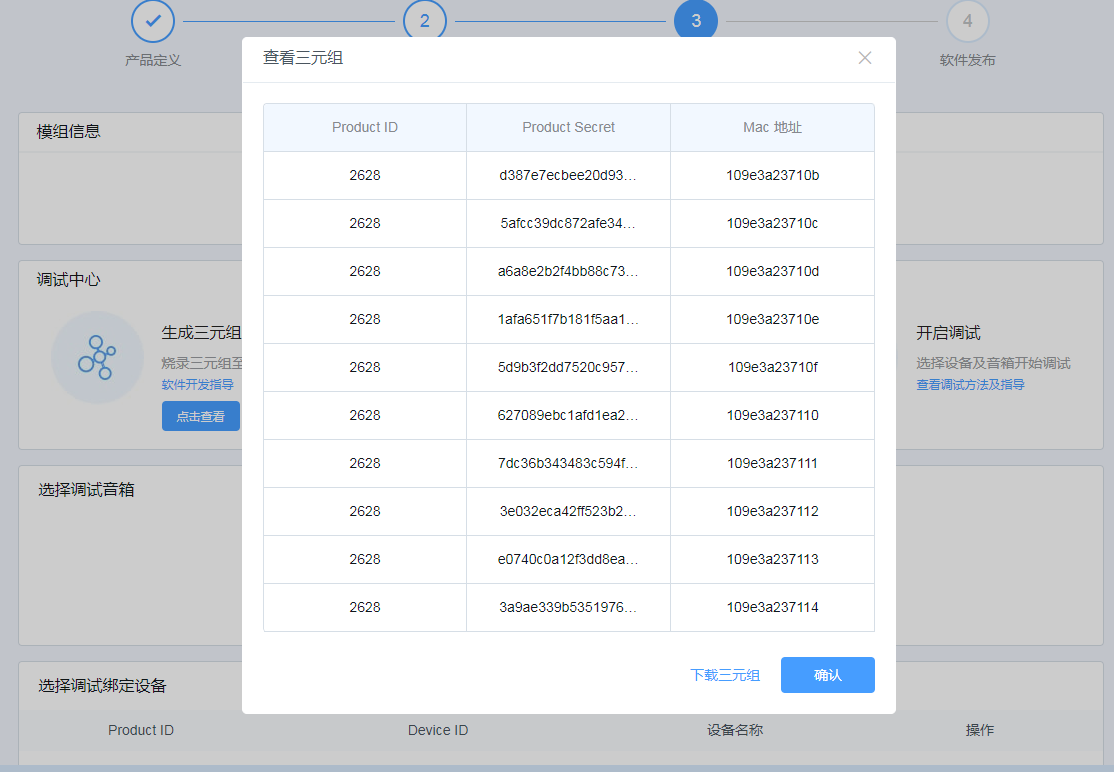 2
3
4
产品定义
软件发布
查看三元组
Product ID
Product Secret
Mac 地址
2628
d387e7ecbee20d93...
109e3a23710b
2628
5afcc39dc872afe34...
109e3a23710c
2628
a6a8e2b2f4bb88c73...
109e3a23710d
2628
1afa651f7b181f5aa1...
109e3a23710e
2628
5d9b3f2dd7520c957...
109e3a23710f
2628
627089ebc1afd1ea2...
109e3a237110
2628
7dc36b343483c594f...
109e3a237111
2628
3e032eca42ff523b2...
109e3a237112
2628
e0740c0a12f3dd8ea...
109e3a237113
2628
3a9ae339b5351976...
109e3a237114
下载三元组
确认
模组信息
调试中心
生成三元组
烧录三元组至
软件开发指导
点击查看
开启调试
选择设备及音箱开始调试
查看调试方法及指导
选择调试音箱
选择调试绑定设备
Product ID
Device ID
设备名称
操作